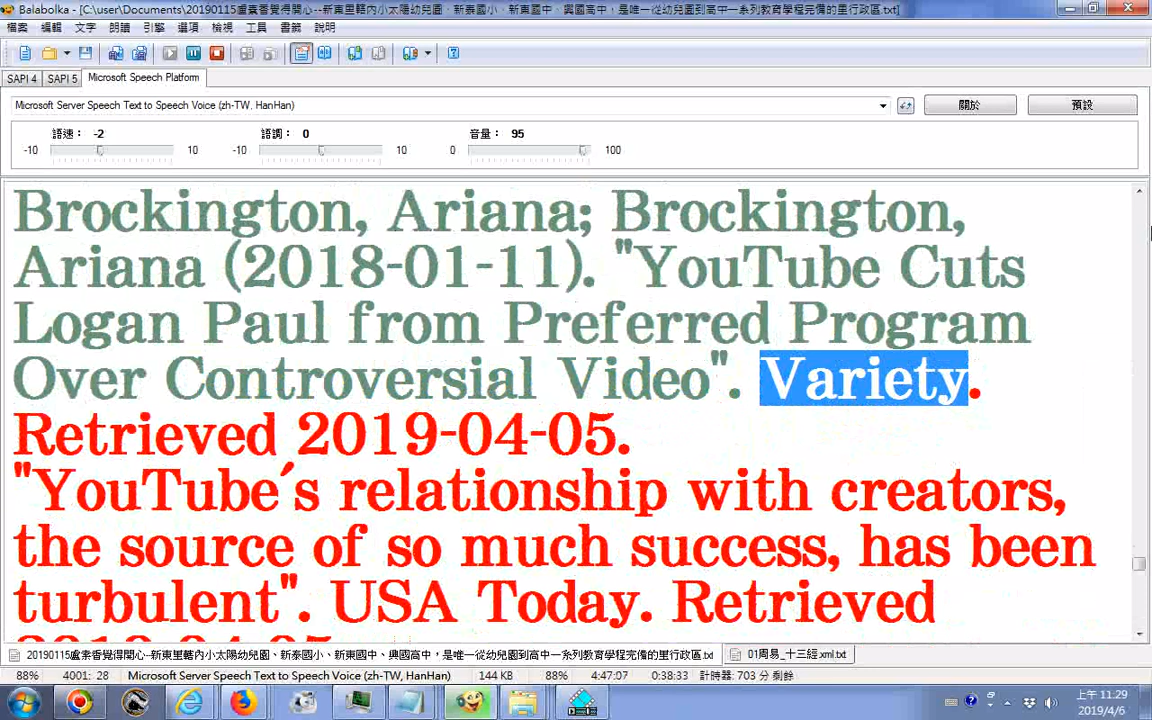 Balabolka - [C:\user\Documents\20190115盧素香覺得開心--新東里轄內小太陽幼兒園、新泰國小、新東國中、興國高中，是唯一從幼兒園到高中一系列教育學程完備的里行政區.txt]
檔案 編輯 文字 朗讀 引擎 選項 檢視 工具 書籤 說明
SAPI 4 SAPI 5 Microsoft Speech Platform
Microsoft Server Speech Text to Speech Voice (zh-TW, HanHan) 關於 預設
語速： -2 語調： 0 音量： 95
-10 10 -10 10 0 100
Brockington, Ariana; Brockington,
Ariana (2018-01-11). "YouTube Cuts
Logan Paul from Preferred Program
Over Controversial Video". Variety.
Retrieved 2019-04-05.
"YouTube´s relationship with creators,
the source of so much success, has been
turbulent". USA Today. Retrieved
2019-04-05.
20190115盧素香覺得開心--新東里轄內小太陽幼兒園、新泰國小、新東國中、興國高中，是唯一從幼兒園到高中一系列教育學程完備的里行政區.txt 01周易_十三經.xml.txt
88% 4001: 28 Microsoft Server Speech Text to Speech Voice (zh-TW, HanHan) 144 KB 88% 4:47:07 0:38:33 計時器: 703 分 剩餘
上午 11:29
2019/4/6